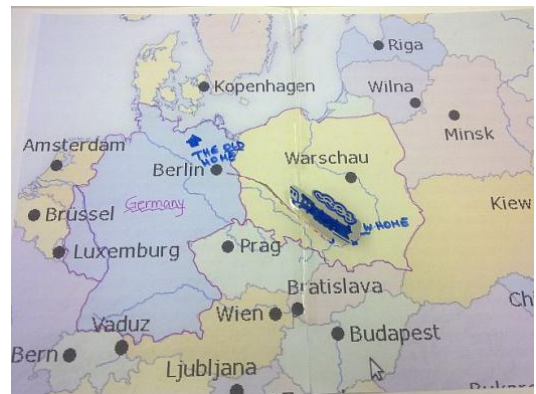 Riga
Kopenhagen
Wilna
Minsk
Amsterdam
THE OLD
HOME
Warschau
Berlin
Germany
Kiew
Brüssel
W HOME
Luxemburg
Prag
Bratislava
Wien
Vaduz
Budapest
Bern
Ljubljana